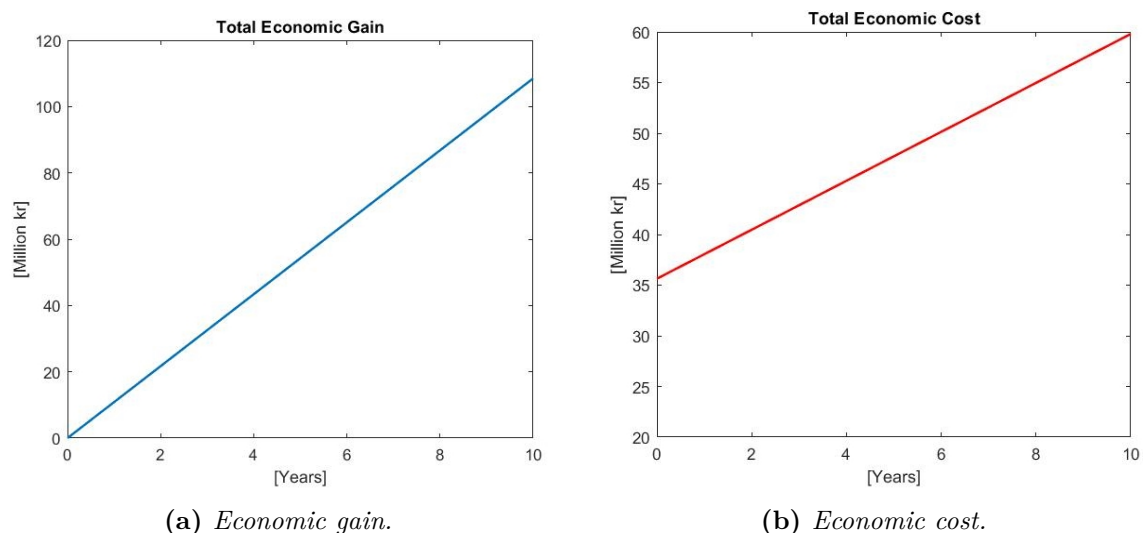 Total Economic Gain
[Million kr]
120
100
80
60
40
20
0
0 2 4 6 8 10
[Years]
(a) Economic gain.
Total Economic Cost
[Million kr]
60
55
50
45
40
35
30
25
20
0 2 4 6 8 10
[Years]
(b) Economic cost.